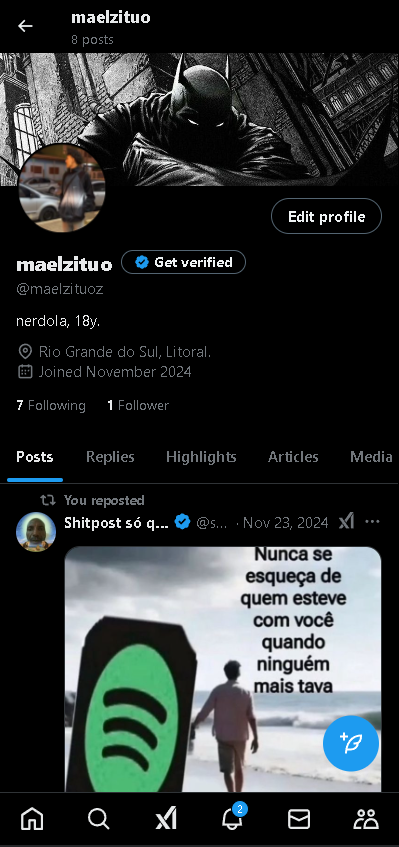 maelzituo
8 posts
Edit profile
maelzituo Get verified
@maelzituoz
nerdola, 18y.
Rio Grande do Sul, Litoral.
Joined November 2024
7 Following 1 Follower
Posts Replies Highlights Articles Media
You reposted
Shitpost só q... @s... · Nov 23, 2024
Nunca se
esqueça de
quem esteve
com você
quando
ninguém
mais tava
2